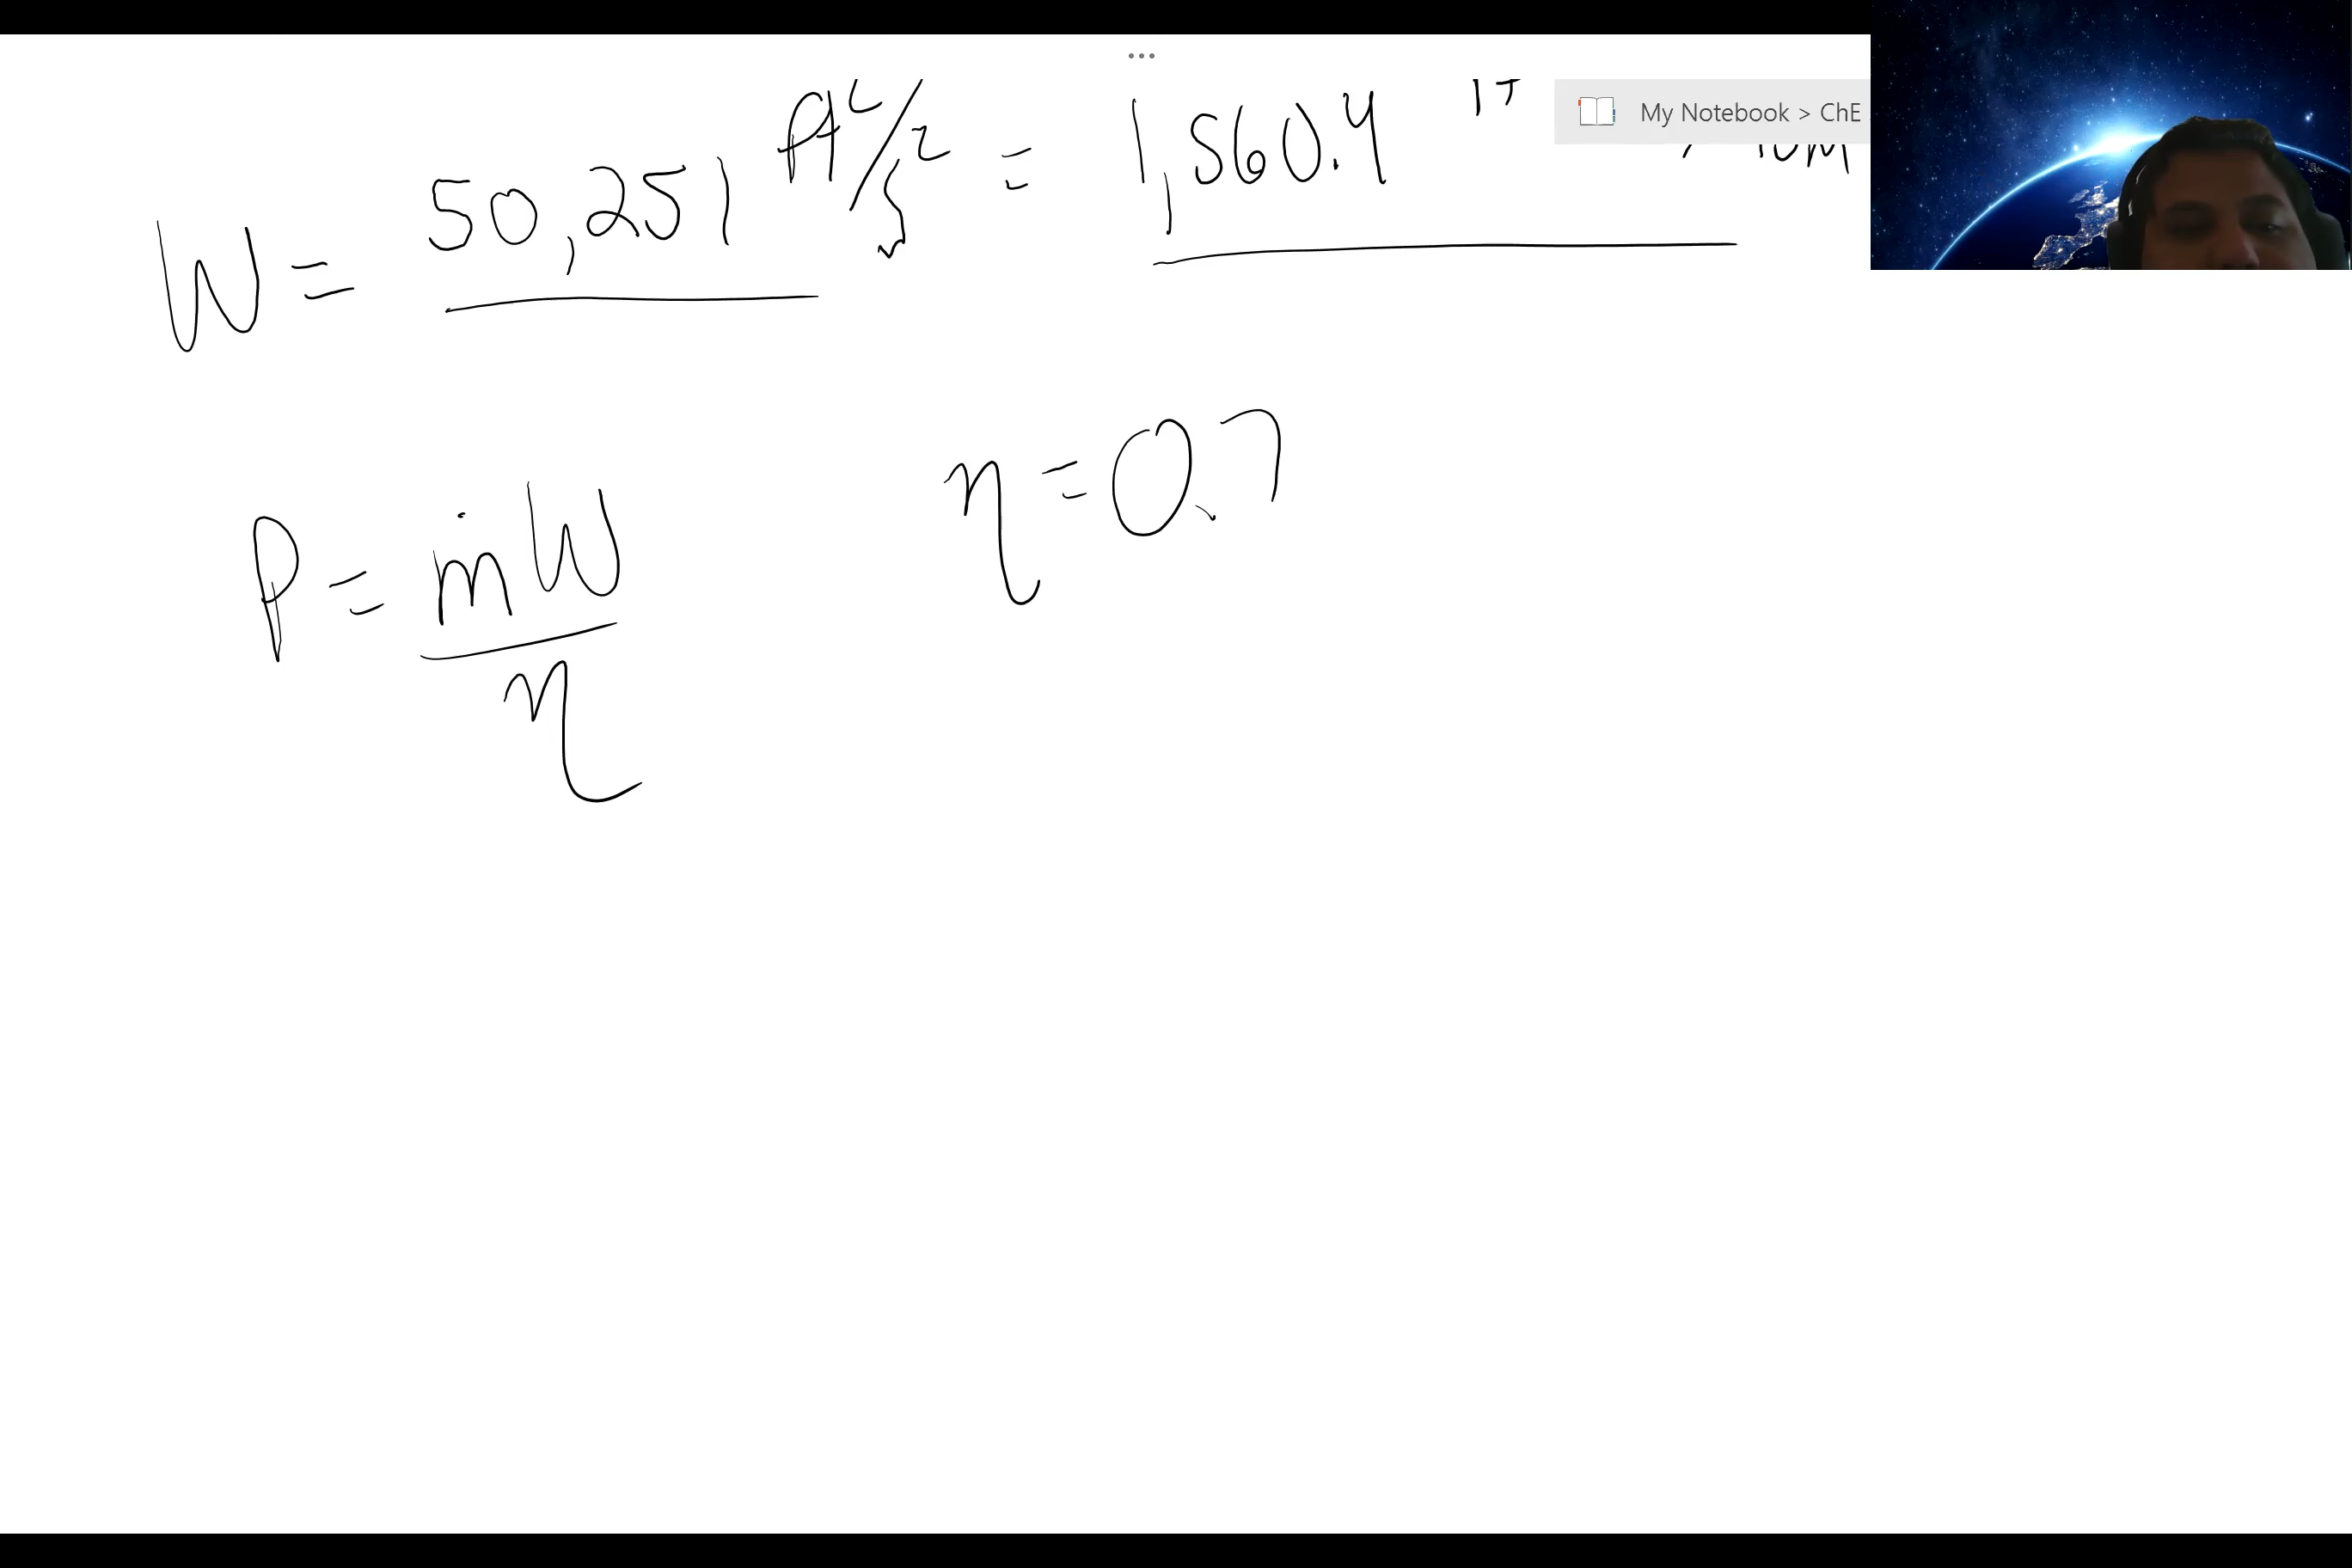 My Notebook > ChE
W = 50,251 ft²/s² = 1,560.4
η = 0.7
P = ṁW/η